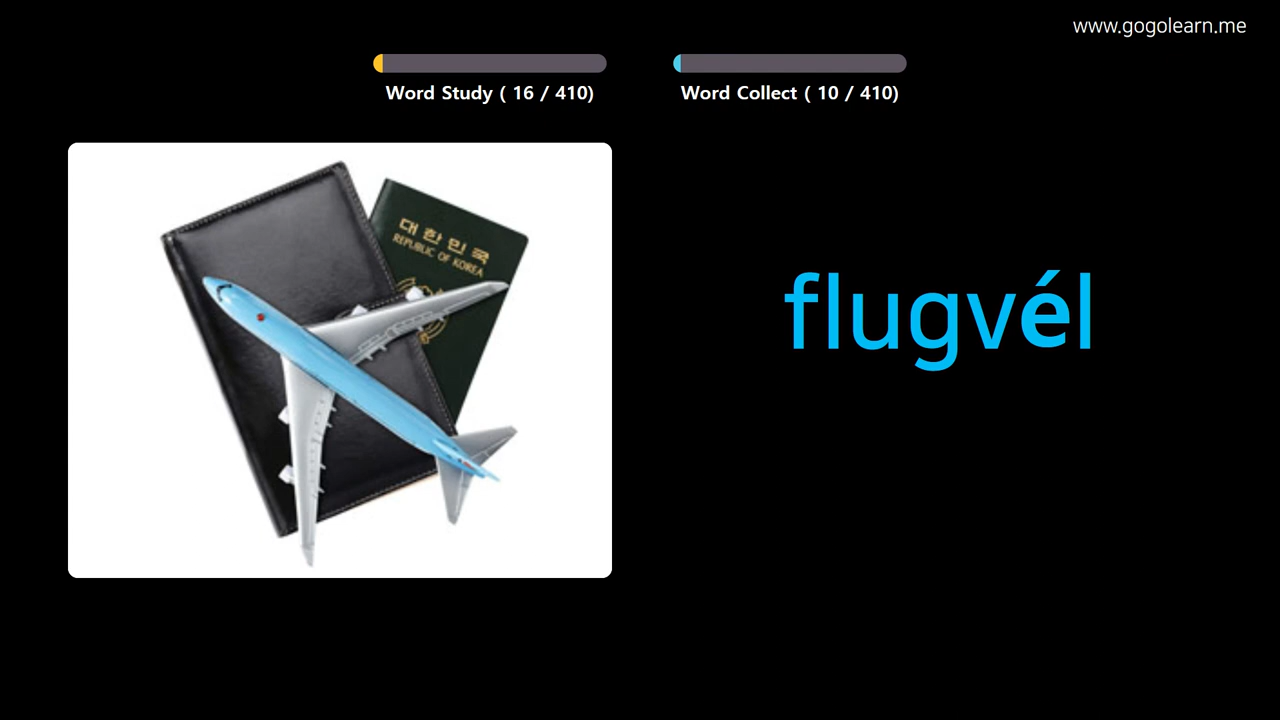 www.gogolearn.me
Word Study ( 16 / 410)
Word Collect ( 10 / 410)
대한민국
REPUBLIC OF KOREA
flugvél